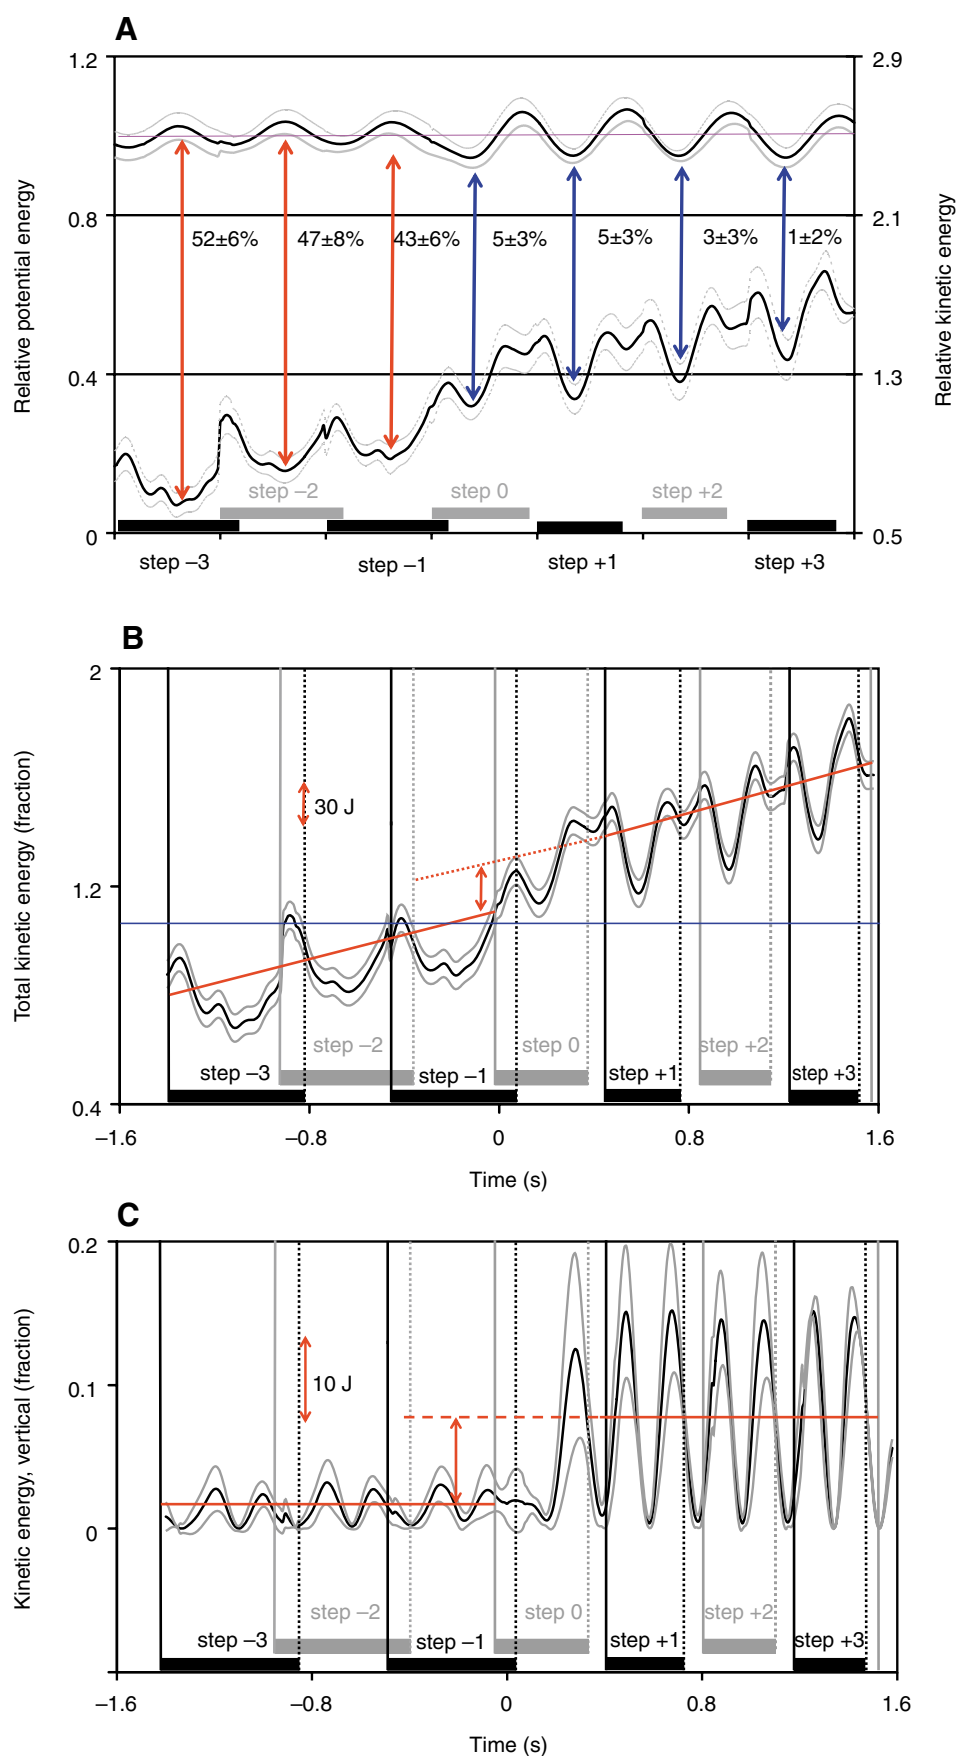 A
1.2
2.9
0.8
2.1
52±6%
47±8%
43±6%
5±3%
5±3%
3±3%
1±2%
Relative potential energy
Relative kinetic energy
0.4
1.3
step –2
step 0
step +2
0
0.5
step –3
step –1
step +1
step +3
B
2
30 J
1.2
Total kinetic energy (fraction)
step –2
step 0
step +2
step –3
step –1
step +1
step +3
0.4
–1.6
–0.8
0
0.8
1.6
Time (s)
C
0.2
0.1
10 J
Kinetic energy, vertical (fraction)
0
step –2
step 0
step +2
step –3
step –1
step +1
step +3
–1.6
–0.8
0
0.8
1.6
Time (s)